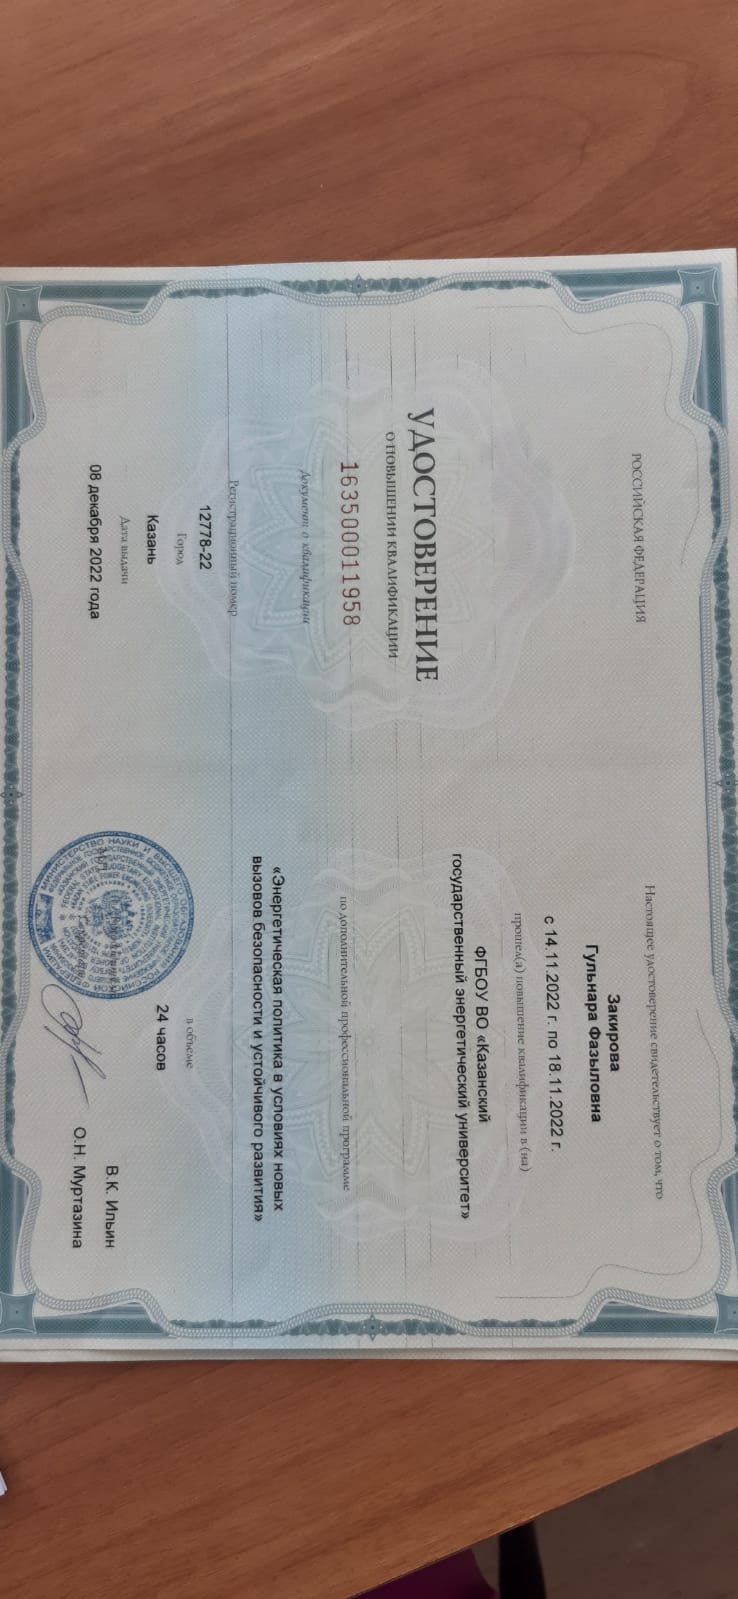 РОССИЙСКАЯ ФЕДЕРАЦИЯ
УДОСТОВЕРЕНИЕ
О ПОВЫШЕНИИ КВАЛИФИКАЦИИ
163500011958
Документ о квалификации
Регистрационный номер
12778-22
Город
Казань
Дата выдачи
08 декабря 2022 года
Настоящее удостоверение свидетельствует о том, что
Закирова
Гульнара Фазыловна
с 14.11.2022 г. по 18.11.2022 г.
прошел(а) повышение квалификации в (на)
ФГБОУ ВО «Казанский
государственный энергетический университет»
по дополнительной профессиональной программе
«Энергетическая политика в условиях новых
вызовов безопасности и устойчивого развития»
в объеме
24 часов
В.К. Ильин
О.Н. Муртазина